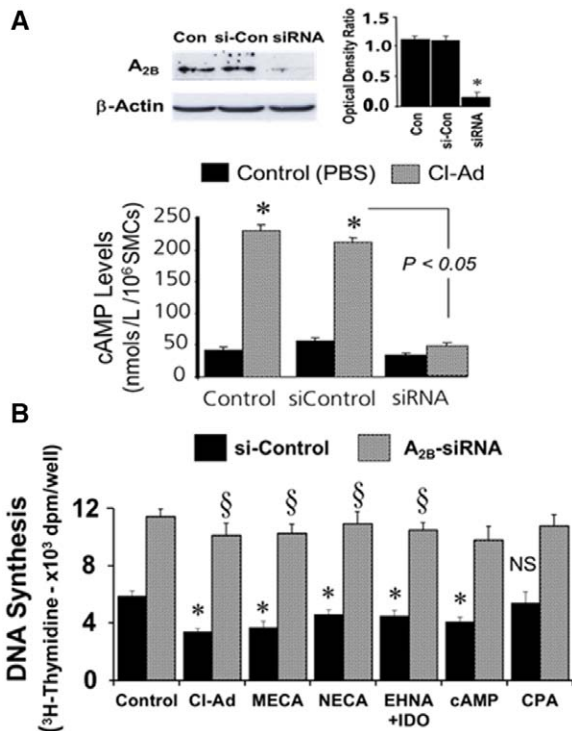 A
Con si-Con siRNA
A2B
β-Actin
Optical Density Ratio
1.5
1.0
0.5
0.0
*
Con
si-Con
siRNA
Control (PBS) Cl-Ad
cAMP Levels
(nmols /L /10⁶ SMCs)
250
200
150
100
50
0
* *
P < 0.05
Control siControl siRNA
B
si-Control A2B-siRNA
DNA Synthesis
(³H-Thymidine - x10³ dpm/well)
12
8
4
0
§ § § §
* * * * * NS
Control Cl-Ad MECA NECA EHNA cAMP CPA
+IDO